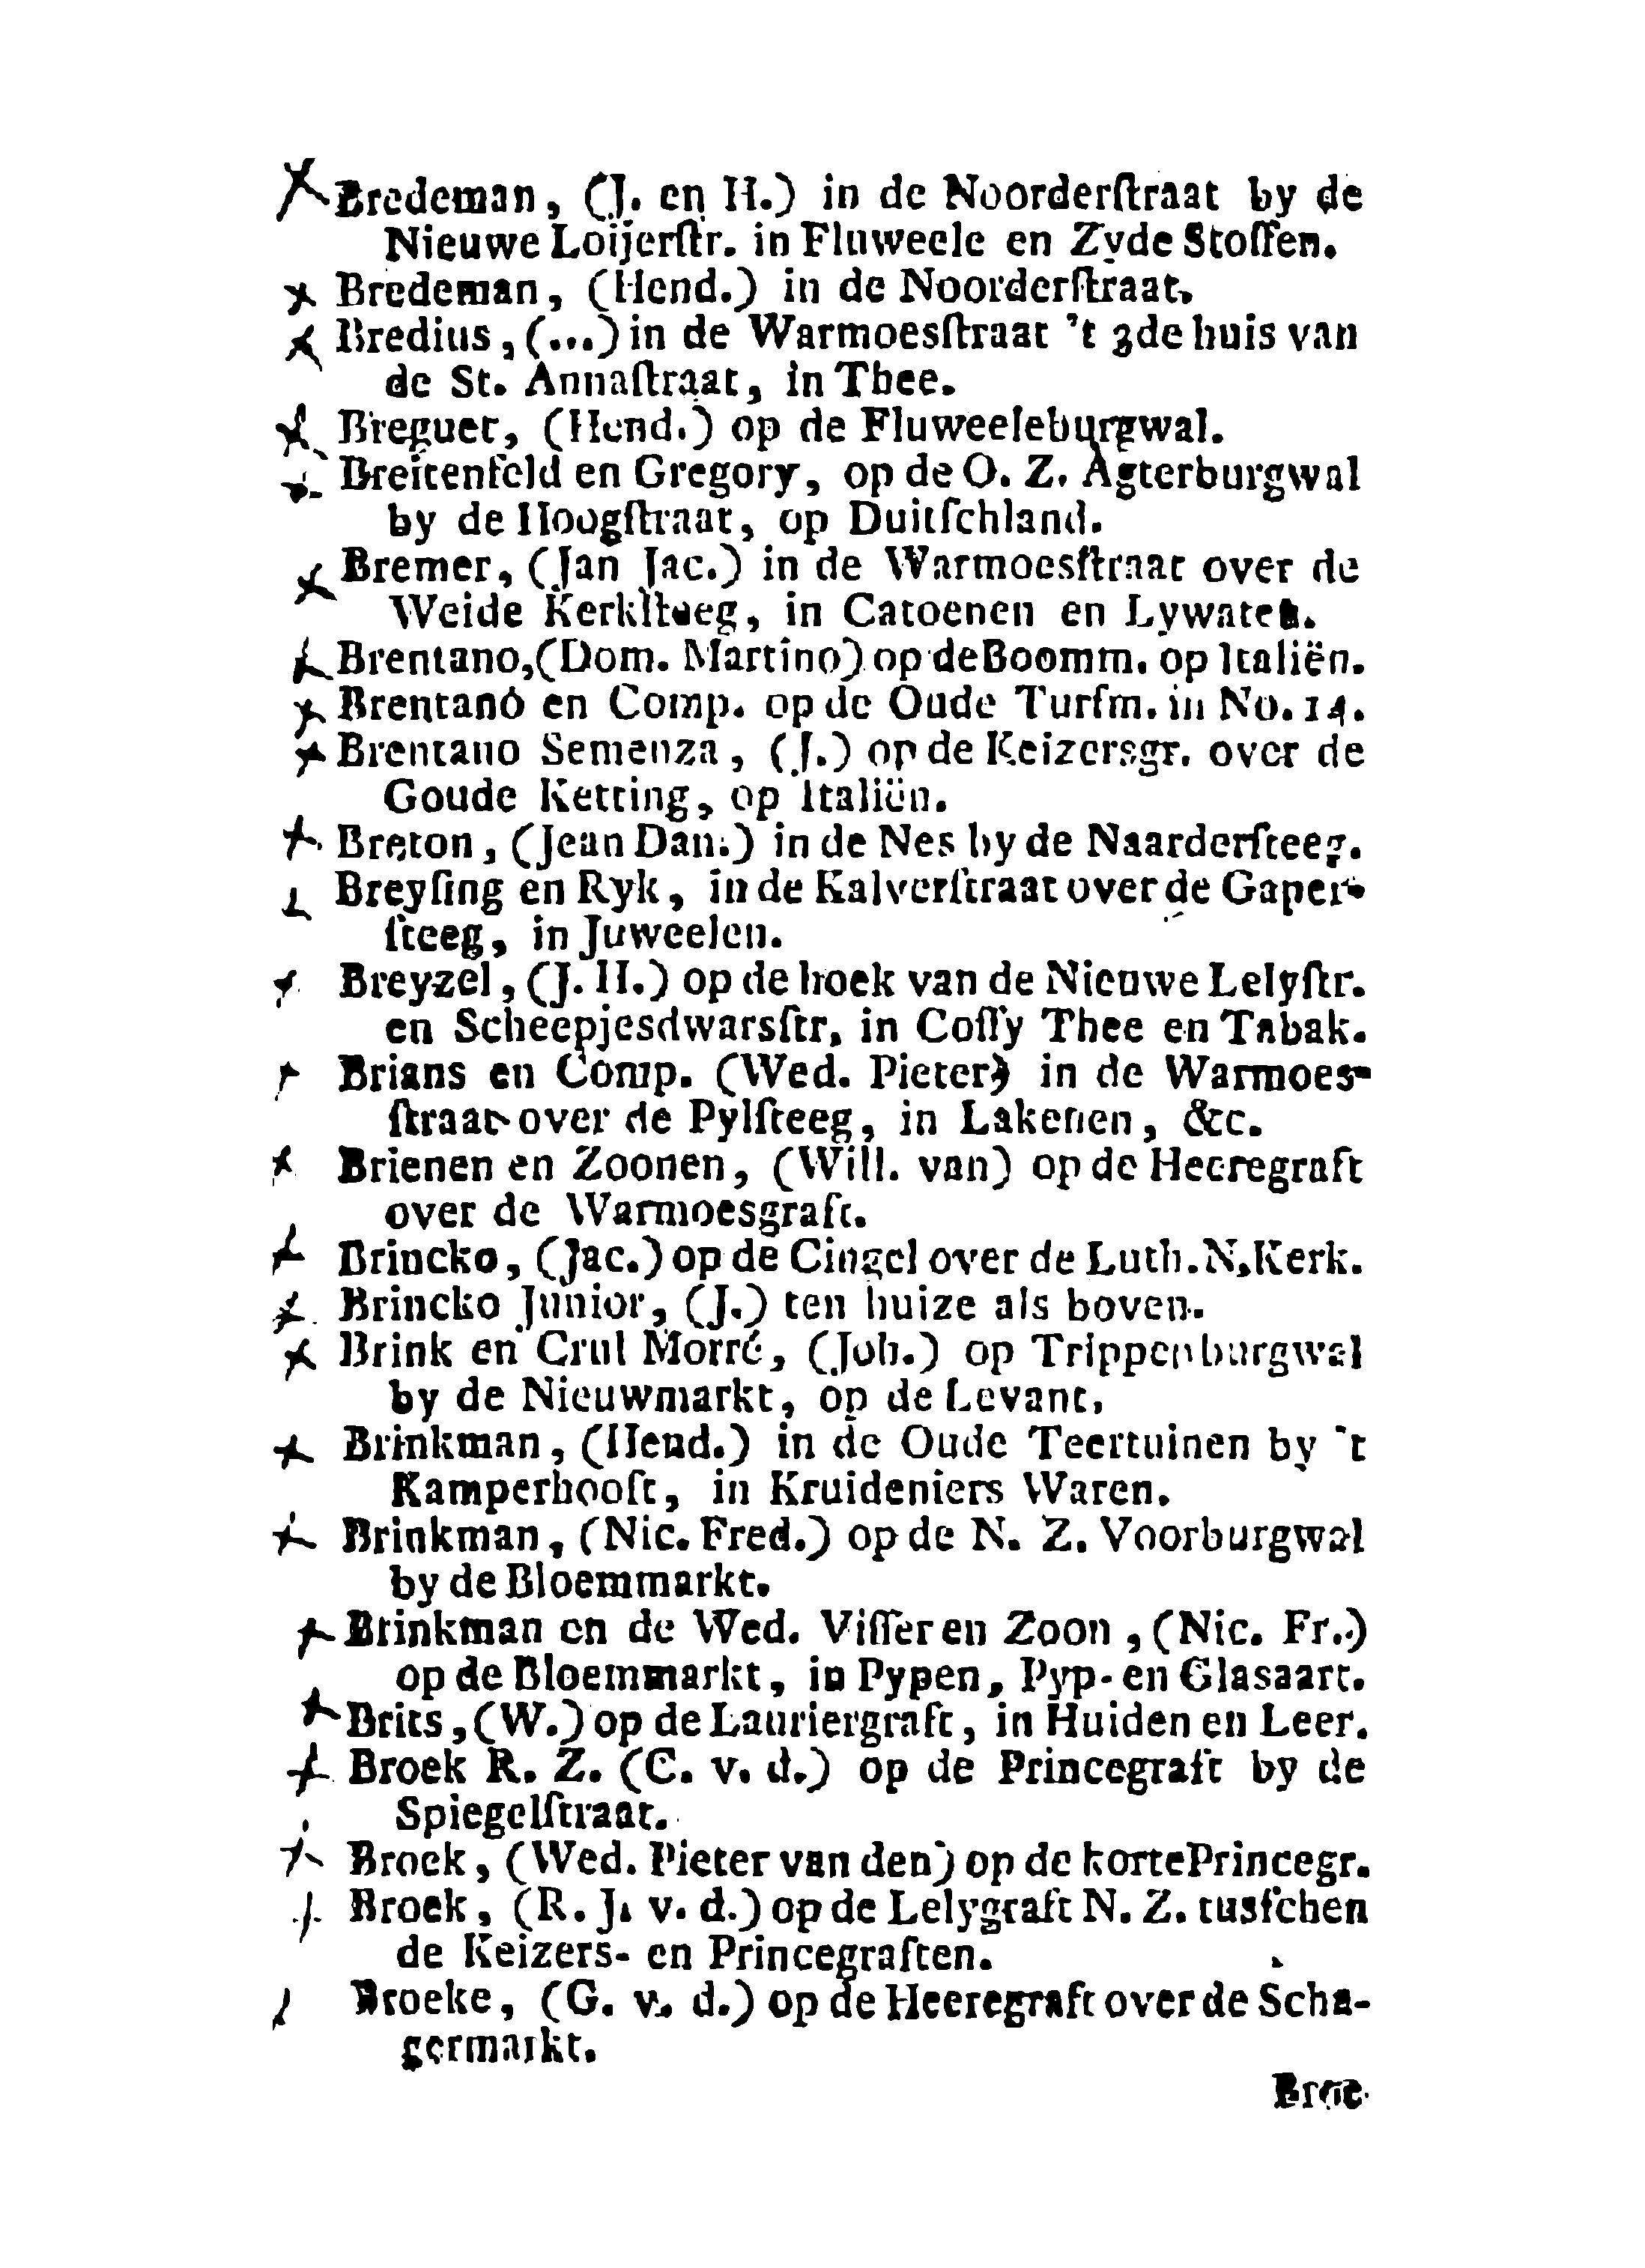 Bredeman, (J. en H.) in de Noorderſtraat by de
Nieuwe Loijerſtr. in Fluweele en Zyde Stoffen.
Bredeman, (Hend.) in de Noorderſtraat.
Bredius, (...) in de Warmoesſtraat 't 3de huis van
de St. Annaſtraat, in Thee.
Breguet, (Hend.) op de Fluweeleburgwal.
Breitenfeld en Gregory, op de O. Z. Agterburgwal
by de Hoogſtraat, op Duitſchland.
Bremer, (Jan Jac.) in de Warmoesſtraat over de
Weide Kerkſteeg, in Catoenen en Lywaten.
Brentano, (Dom. Martino) op de Boomm. op Italiën.
Brentano en Comp. op de Oude Turfm. in No. 14.
Brentano Semenza, (J.) op de Keizersgr. over de
Goude Ketting, op Italiën.
Breton, (Jean Dan.) in de Nes by de Naarderſteeg.
Breyſing en Ryk, in de Kalverſtraat over de Gaper-
ſteeg, in Juweelen.
Breyzel, (J. H.) op de hoek van de Nieuwe Lelyſtr.
en Scheepjesdwarsſtr. in Coffy Thee en Tabak.
Brians en Comp. (Wed. Pieter) in de Warmoes-
ſtraat over de Pylſteeg, in Lakenen, &c.
Brienen en Zoonen, (Will. van) op de Heeregraft
over de Warmoesgraft.
Brincko, (Jac.) op de Cingel over de Luth. N. Kerk.
Brincko Junior, (J.) ten huize als boven.
Brink en Crul Morré, (Joh.) op Trippenburgwal
by de Nieuwmarkt, op de Levant.
Brinkman, (Hend.) in de Oude Teertuinen by 't
Kamperhooft, in Kruideniers Waren.
Brinkman, (Nic. Fred.) op de N. Z. Voorburgwal
by de Bloemmarkt.
Brinkman en de Wed. Viſſer en Zoon, (Nic. Fr.)
op de Bloemmarkt, in Pypen, Pyp- en Glasaart.
Brits, (W.) op de Lauriergraft, in Huiden en Leer.
Broek R. Z. (C. v. d.) op de Princegraft by de
Spiegelſtraat.
Broek, (Wed. Pieter van den) op de korte Princegr.
Broek, (R. J. v. d.) op de Lelygraft N. Z. tusſchen
de Keizers- en Princegraften.
Broeke, (G. v. d.) op de Heeregraft over de Scha-
germarkt.
Broe-